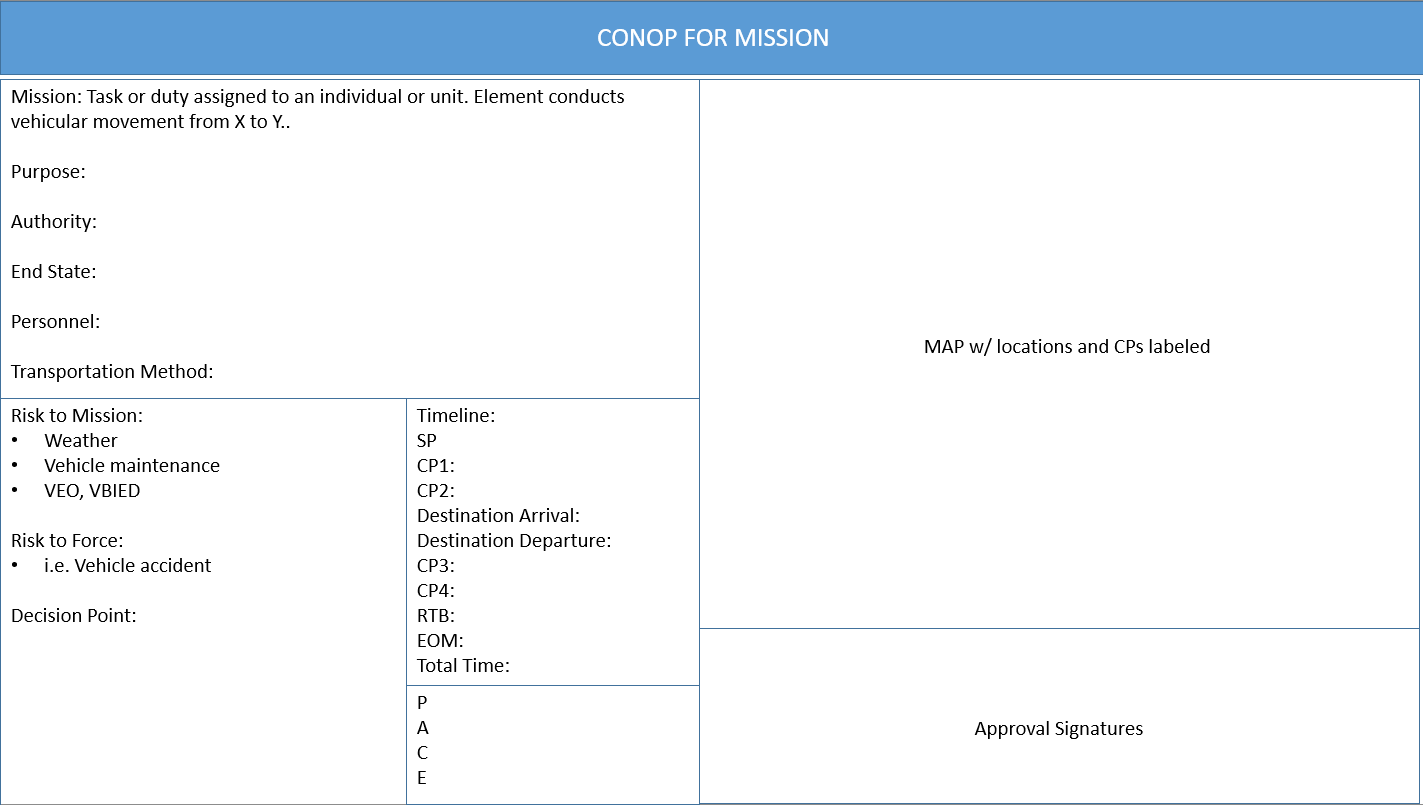 CONOP FOR MISSION
Mission: Task or duty assigned to an individual or unit. Element conducts
vehicular movement from X to Y..
Purpose:
Authority:
End State:
Personnel:
Transportation Method:
Risk to Mission:
• Weather
• Vehicle maintenance
• VEO, VBIED
Risk to Force:
• i.e. Vehicle accident
Decision Point:
Timeline:
SP
CP1:
CP2:
Destination Arrival:
Destination Departure:
CP3:
CP4:
RTB:
EOM:
Total Time:
P
A
C
E
MAP w/ locations and CPs labeled
Approval Signatures